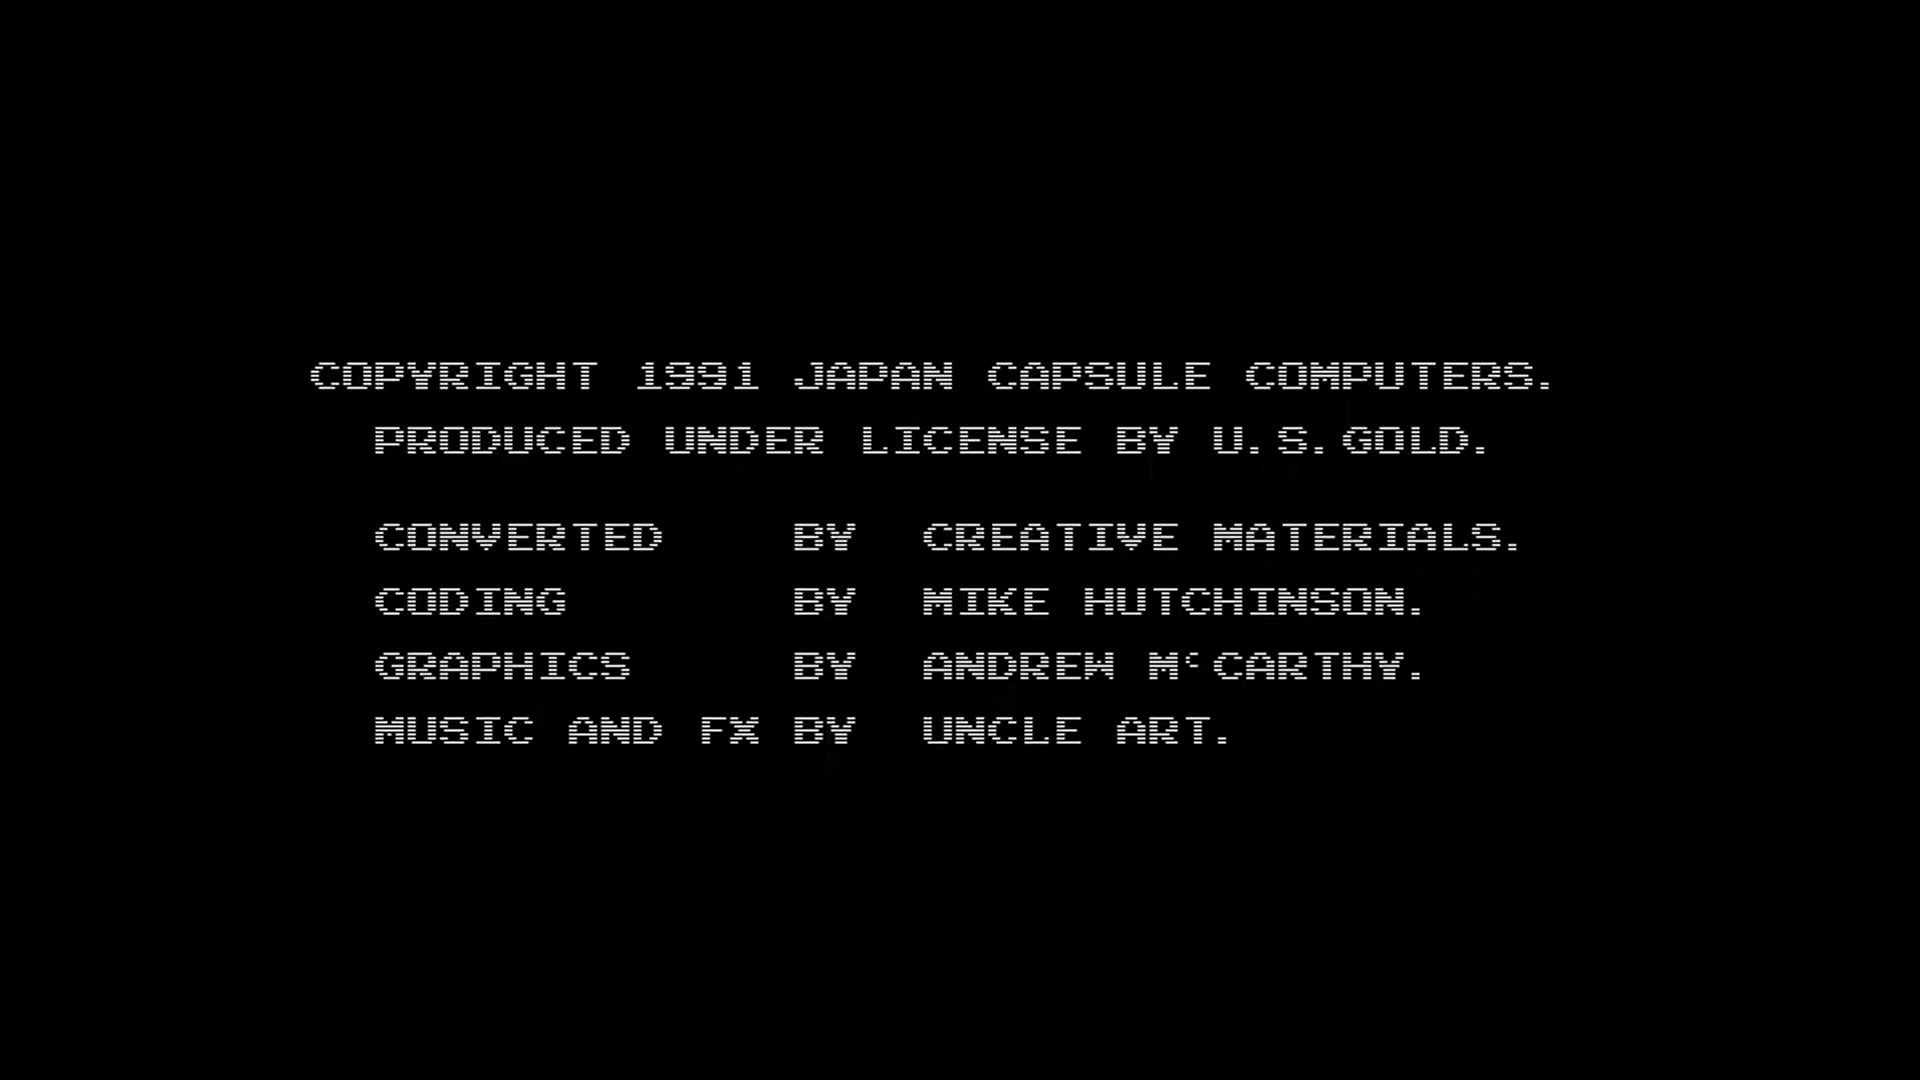 COPYRIGHT 1991 JAPAN CAPSULE COMPUTERS.
PRODUCED UNDER LICENSE BY U.S.GOLD.
CONVERTED BY CREATIVE MATERIALS.
CODING BY MIKE HUTCHINSON.
GRAPHICS BY ANDREW McCARTHY.
MUSIC AND FX BY UNCLE ART.